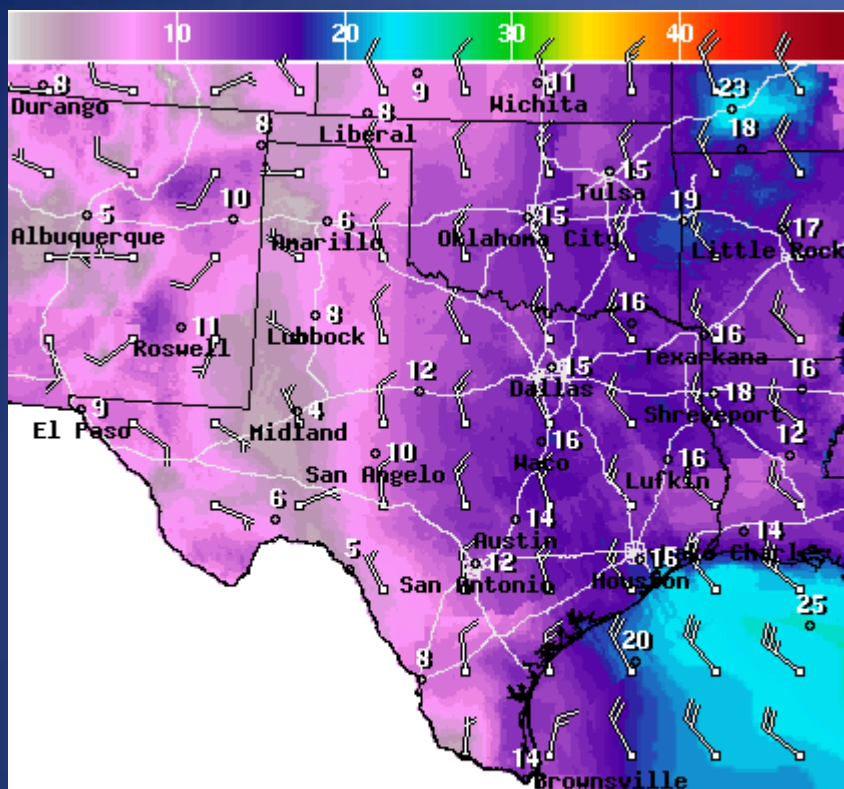 10 20 30 40
8 9 11 23
Durango Wichita
8 8 18
Liberal
15
Tulsa
5 10 6 15 19 17
Albuquerque Amarillo Oklahoma City Little Rock
11 8 16 16
Roswell Lubbock Texarkana
12 15 16
Dallas
9 4 18
El Paso Midland Shreveport
10 16 16 12
San Angelo Waco Lufkin
6 14 14
Austin Lake Charles
5 12 16
San Antonio Houston
25
8 20
14
Brownsville